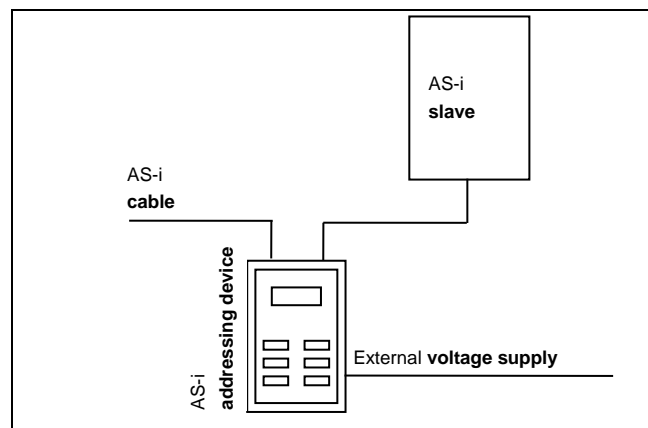 AS-i
slave
AS-i
cable
AS-i
addressing device
External voltage supply